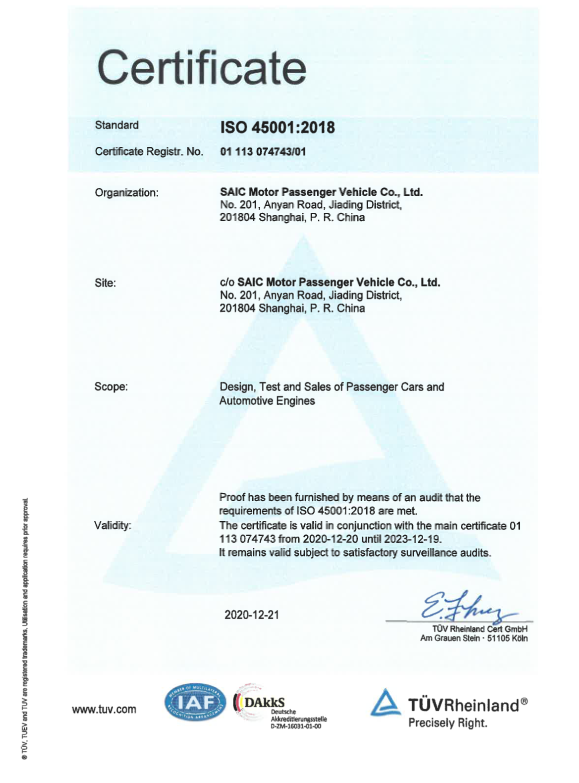 Certificate
Standard ISO 45001:2018
Certificate Registr. No. 01 113 074743/01
Organization: SAIC Motor Passenger Vehicle Co., Ltd.
No. 201, Anyan Road, Jiading District,
201804 Shanghai, P. R. China
Site: c/o SAIC Motor Passenger Vehicle Co., Ltd.
No. 201, Anyan Road, Jiading District,
201804 Shanghai, P. R. China
Scope: Design, Test and Sales of Passenger Cars and
Automotive Engines
Proof has been furnished by means of an audit that the
requirements of ISO 45001:2018 are met.
Validity: The certificate is valid in conjunction with the main certificate 01
113 074743 from 2020-12-20 until 2023-12-19.
It remains valid subject to satisfactory surveillance audits.
2020-12-21
TÜV Rheinland Cert GmbH
Am Grauen Stein · 51105 Köln
® TÜV, TUEV and TUV are registered trademarks. Utilisation and application requires prior approval.
www.tuv.com
MEMBER OF MULTILATERAL
IAF
RECOGNITION ARRANGEMENT
DAkkS
Deutsche
Akkreditierungsstelle
D-ZM-16031-01-00
TÜVRheinland®
Precisely Right.